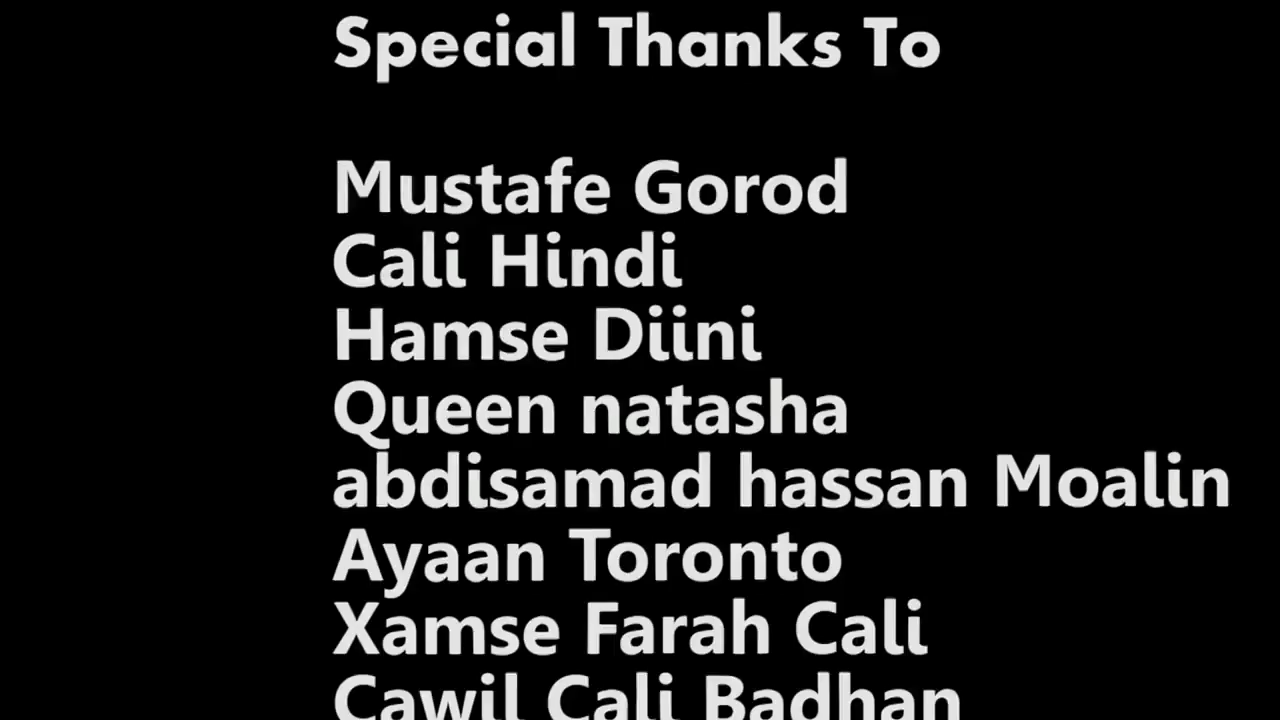 Special Thanks To
Mustafe Gorod
Cali Hindi
Hamse Diini
Queen natasha
abdisamad hassan Moalin
Ayaan Toronto
Xamse Farah Cali
Cawil Cali Badhan